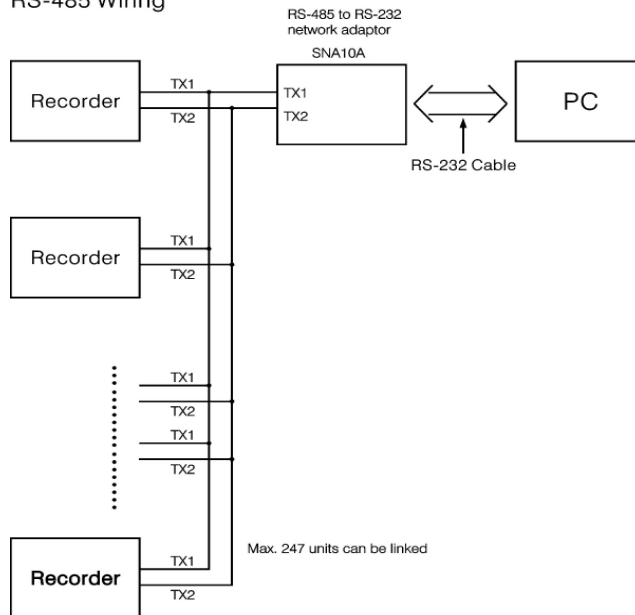 RS-485 Wiring
RS-485 to RS-232
network adaptor
SNA10A
Recorder
TX1
TX2
TX1
TX2
PC
RS-232 Cable
Recorder
TX1
TX2
TX1
TX2
TX1
TX2
Recorder
TX1
TX2
Max. 247 units can be linked